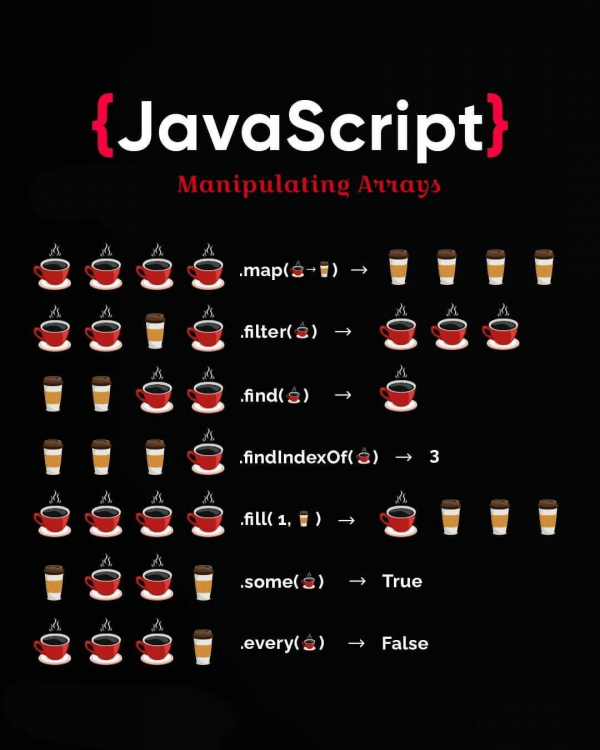 {JavaScript}
Manipulating Arrays
.map( → ) →
.filter( ) →
.find( ) →
.findIndexOf( ) → 3
.fill( 1, ) →
.some( ) → True
.every( ) → False